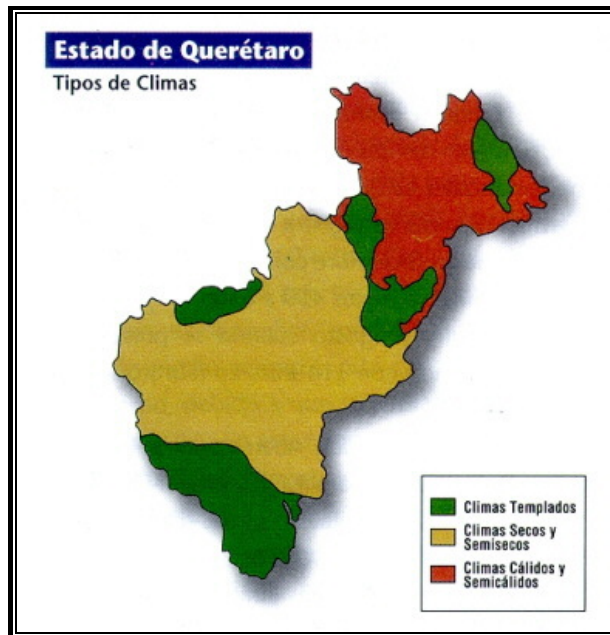 Estado de Querétaro
Tipos de Climas
Climas Templados
Climas Secos y
Semisecos
Climas Cálidos y
Semicálidos